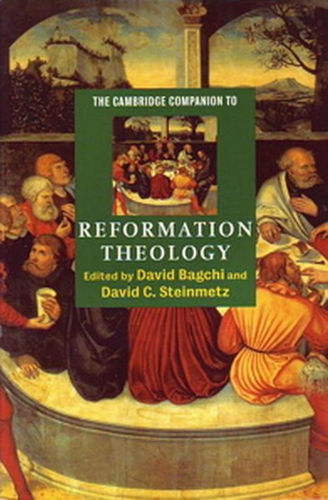 THE CAMBRIDGE COMPANION TO
REFORMATION
THEOLOGY
Edited by David Bagchi and
David C. Steinmetz